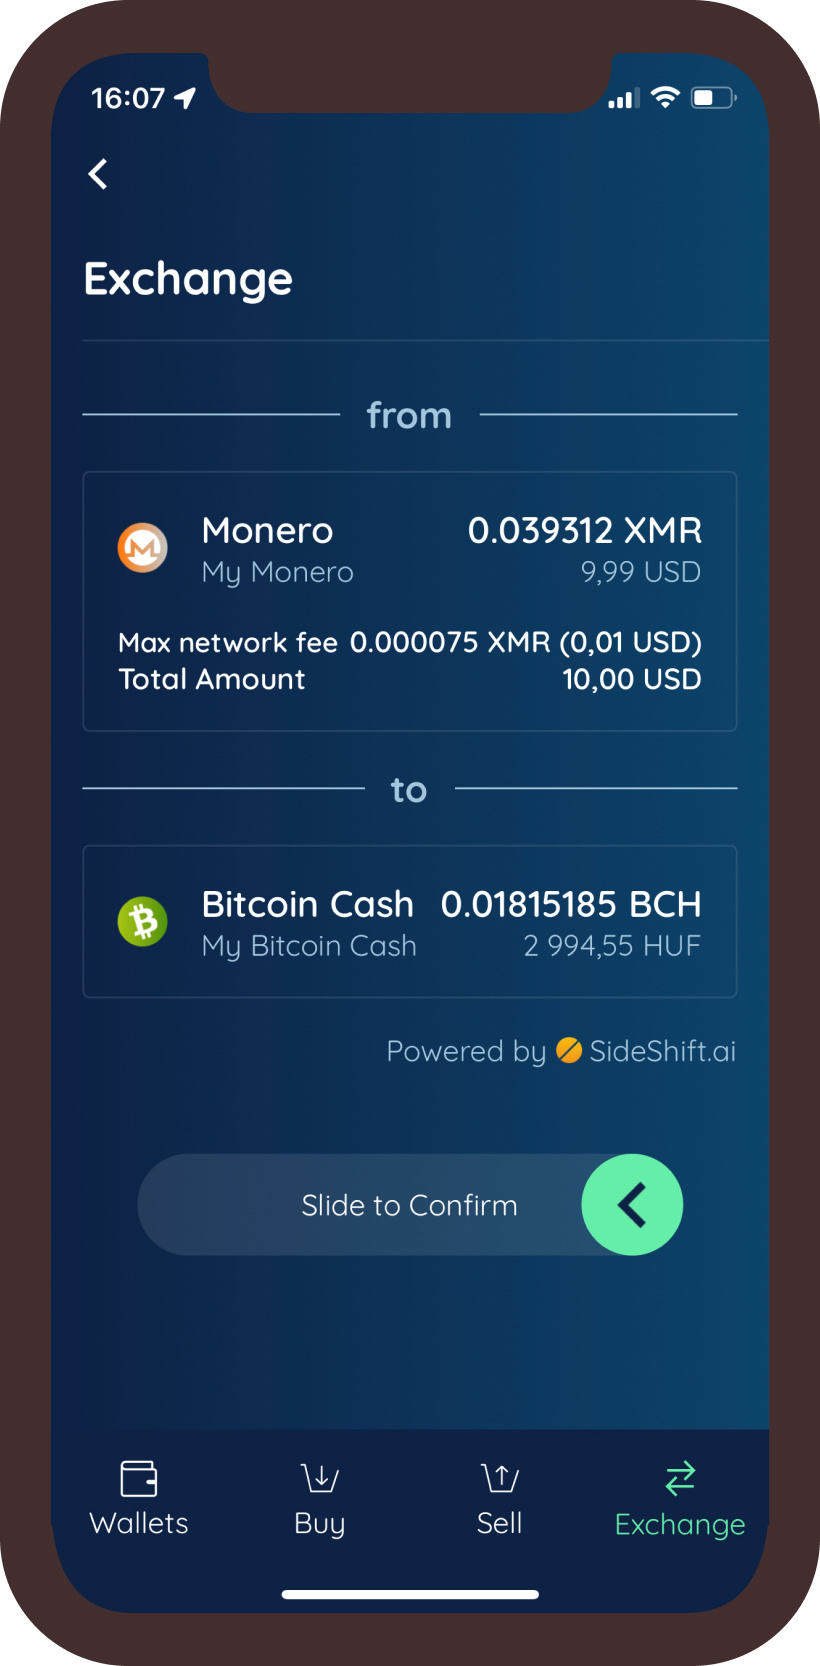 16:07
Exchange
from
Monero 0.039312 XMR
My Monero 9,99 USD
Max network fee 0.000075 XMR (0,01 USD)
Total Amount 10,00 USD
to
Bitcoin Cash 0.01815185 BCH
My Bitcoin Cash 2 994,55 HUF
Powered by SideShift.ai
Slide to Confirm
Wallets Buy Sell Exchange